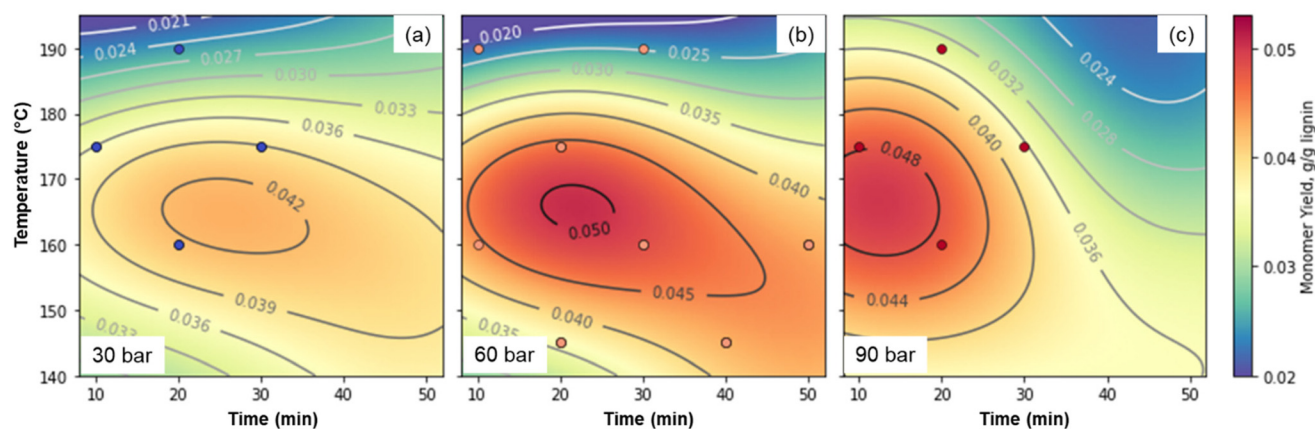 (a)
(b)
(c)
Temperature (°C)
190
180
170
160
150
140
0.021
0.024
0.027
0.030
0.033
0.036
0.042
0.039
0.036
0.033
30 bar
10 20 30 40 50
Time (min)
0.020
0.025
0.030
0.035
0.040
0.050
0.045
0.040
0.035
60 bar
10 20 30 40 50
Time (min)
0.024
0.032
0.028
0.040
0.048
0.036
0.044
90 bar
10 20 30 40 50
Time (min)
0.05
0.04
0.03
0.02
Monomer Yield, g/g lignin